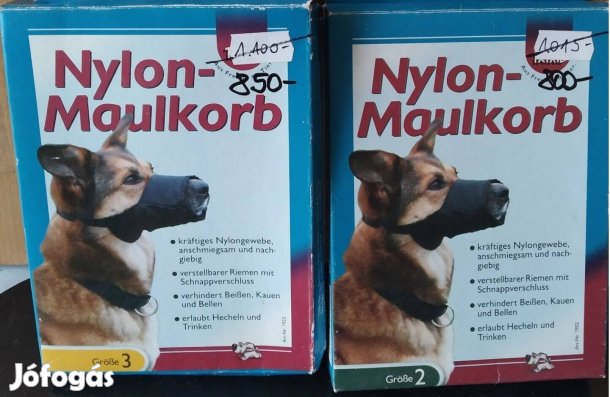 1.100-
850-
Nylon-
Maulkorb
• kräftiges Nylongewebe,
anschmiegsam und nach-
giebig
• verstellbarer Riemen mit
Schnappverschluss
• verhindert Beißen, Kauen
und Bellen
• erlaubt Hecheln und
Trinken
Größe 3
1.015-
800-
Nylon-
Maulkorb
• kräftiges Nylongewebe,
anschmiegsam und nach-
giebig
• verstellbarer Riemen mit
Schnappverschluss
• verhindert Beißen, Kauen
und Bellen
• erlaubt Hecheln und
Trinken
Größe 2
Jófogás